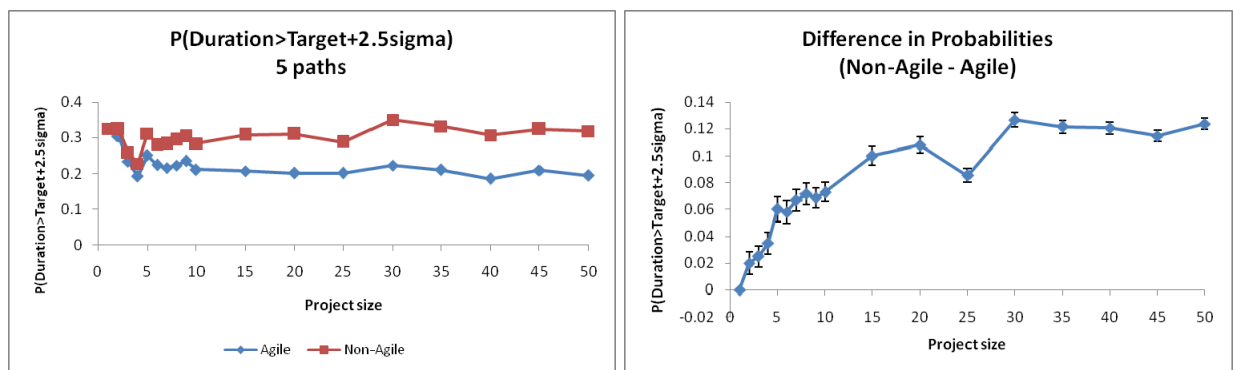 P(Duration>Target+2.5sigma)
5 paths
P(Duration>Target+2.5sigma)
0.4
0.3
0.2
0.1
0
0 5 10 15 20 25 30 35 40 45 50
Project size
Agile Non-Agile
Difference in Probabilities
(Non-Agile - Agile)
P(Duration>Target+2.5sigma)
0.14
0.12
0.1
0.08
0.06
0.04
0.02
0
-0.02
0 5 10 15 20 25 30 35 40 45 50
Project size